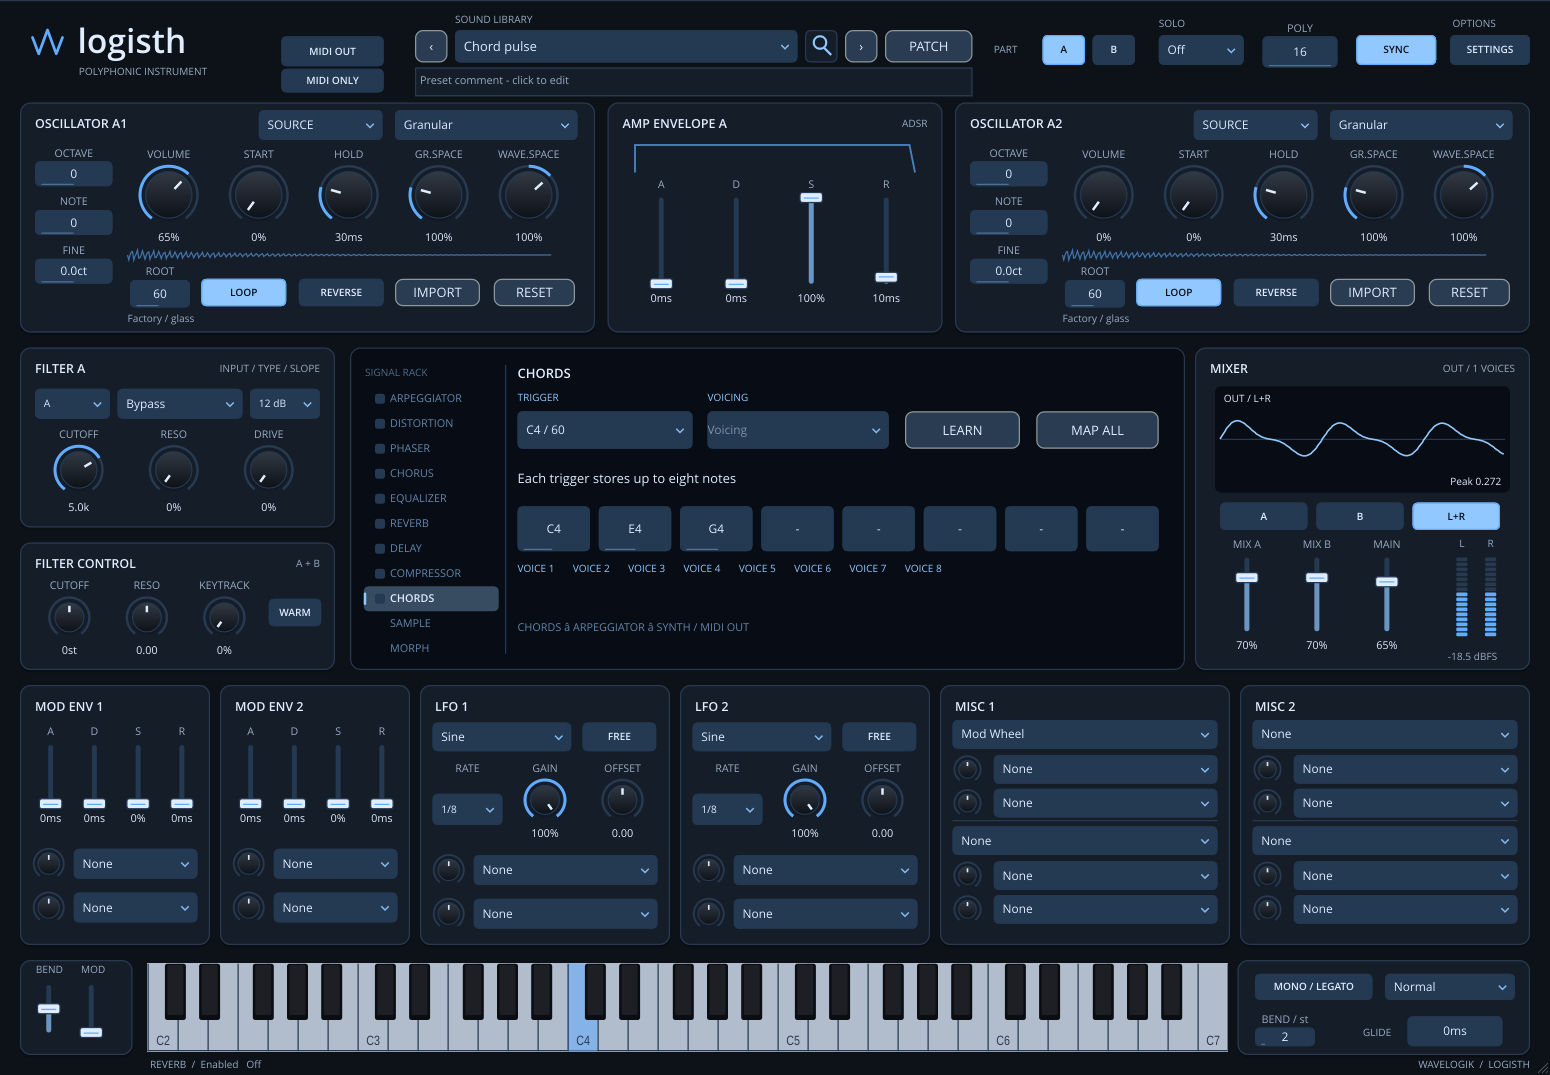 logisth
POLYPHONIC INSTRUMENT
MIDI OUT
MIDI ONLY
SOUND LIBRARY
‹ Chord pulse › PATCH
Preset comment - click to edit
PART A B
SOLO
Off
POLY
16
SYNC
OPTIONS
SETTINGS
OSCILLATOR A1 SOURCE Granular
OCTAVE VOLUME START HOLD GR.SPACE WAVE.SPACE
0
NOTE
0
65% 0% 30ms 100% 100%
FINE
0.0ct
ROOT
60 LOOP REVERSE IMPORT RESET
Factory / glass
AMP ENVELOPE A ADSR
A D S R
0ms 0ms 100% 10ms
OSCILLATOR A2 SOURCE Granular
OCTAVE VOLUME START HOLD GR.SPACE WAVE.SPACE
0
NOTE
0
0% 0% 30ms 100% 100%
FINE
0.0ct
ROOT
60 LOOP REVERSE IMPORT RESET
Factory / glass
FILTER A INPUT / TYPE / SLOPE
A Bypass 12 dB
CUTOFF RESO DRIVE
5.0k 0% 0%
FILTER CONTROL A + B
CUTOFF RESO KEYTRACK
WARM
0st 0.00 0%
SIGNAL RACK
ARPEGGIATOR
DISTORTION
PHASER
CHORUS
EQUALIZER
REVERB
DELAY
COMPRESSOR
CHORDS
SAMPLE
MORPH
CHORDS
TRIGGER VOICING
C4 / 60 Voicing LEARN MAP ALL
Each trigger stores up to eight notes
C4 E4 G4 - - - - -
VOICE 1 VOICE 2 VOICE 3 VOICE 4 VOICE 5 VOICE 6 VOICE 7 VOICE 8
CHORDS â ARPEGGIATOR â SYNTH / MIDI OUT
MIXER OUT / 1 VOICES
OUT / L+R
Peak 0.272
A B L+R
MIX A MIX B MAIN L R
70% 70% 65%
-18.5 dBFS
MOD ENV 1
A D S R
0ms 0ms 0% 0ms
None
None
MOD ENV 2
A D S R
0ms 0ms 0% 0ms
None
None
LFO 1
Sine FREE
RATE GAIN OFFSET
1/8
100% 0.00
None
None
LFO 2
Sine FREE
RATE GAIN OFFSET
1/8
100% 0.00
None
None
MISC 1
Mod Wheel
None
None
None
None
None
MISC 2
None
None
None
None
None
None
BEND MOD
C2 C3 C4 C5 C6 C7
MONO / LEGATO Normal
BEND / st
2 GLIDE 0ms
REVERB / Enabled Off
WAVELOGIK / LOGISTH